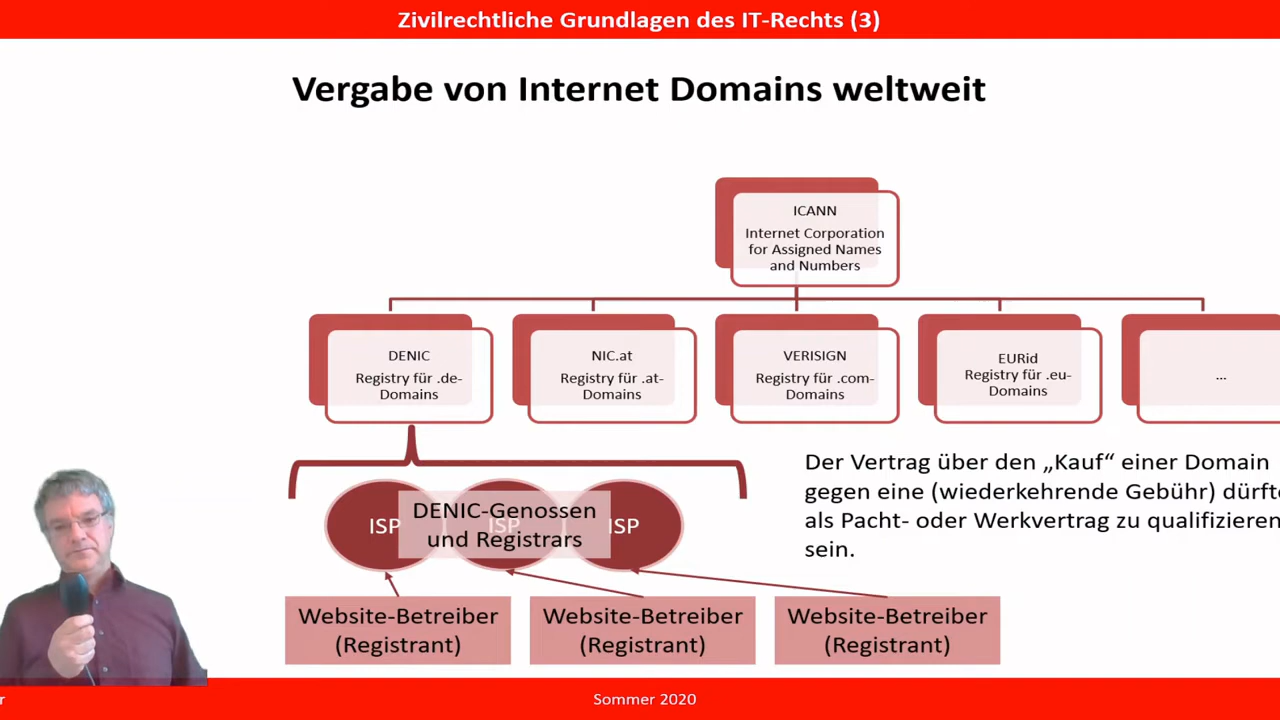 Zivilrechtliche Grundlagen des IT-Rechts (3)
Vergabe von Internet Domains weltweit
ICANN
Internet Corporation
for Assigned Names
and Numbers
DENIC
Registry für .de-
Domains
NIC.at
Registry für .at-
Domains
VERISIGN
Registry für .com-
Domains
EURid
Registry für .eu-
Domains
...
Der Vertrag über den „Kauf“ einer Domain
gegen eine (wiederkehrende Gebühr) dürfte
als Pacht- oder Werkvertrag zu qualifizieren
sein.
ISP
ISP
ISP
DENIC-Genossen
und Registrars
Website-Betreiber
(Registrant)
Website-Betreiber
(Registrant)
Website-Betreiber
(Registrant)
r
Sommer 2020